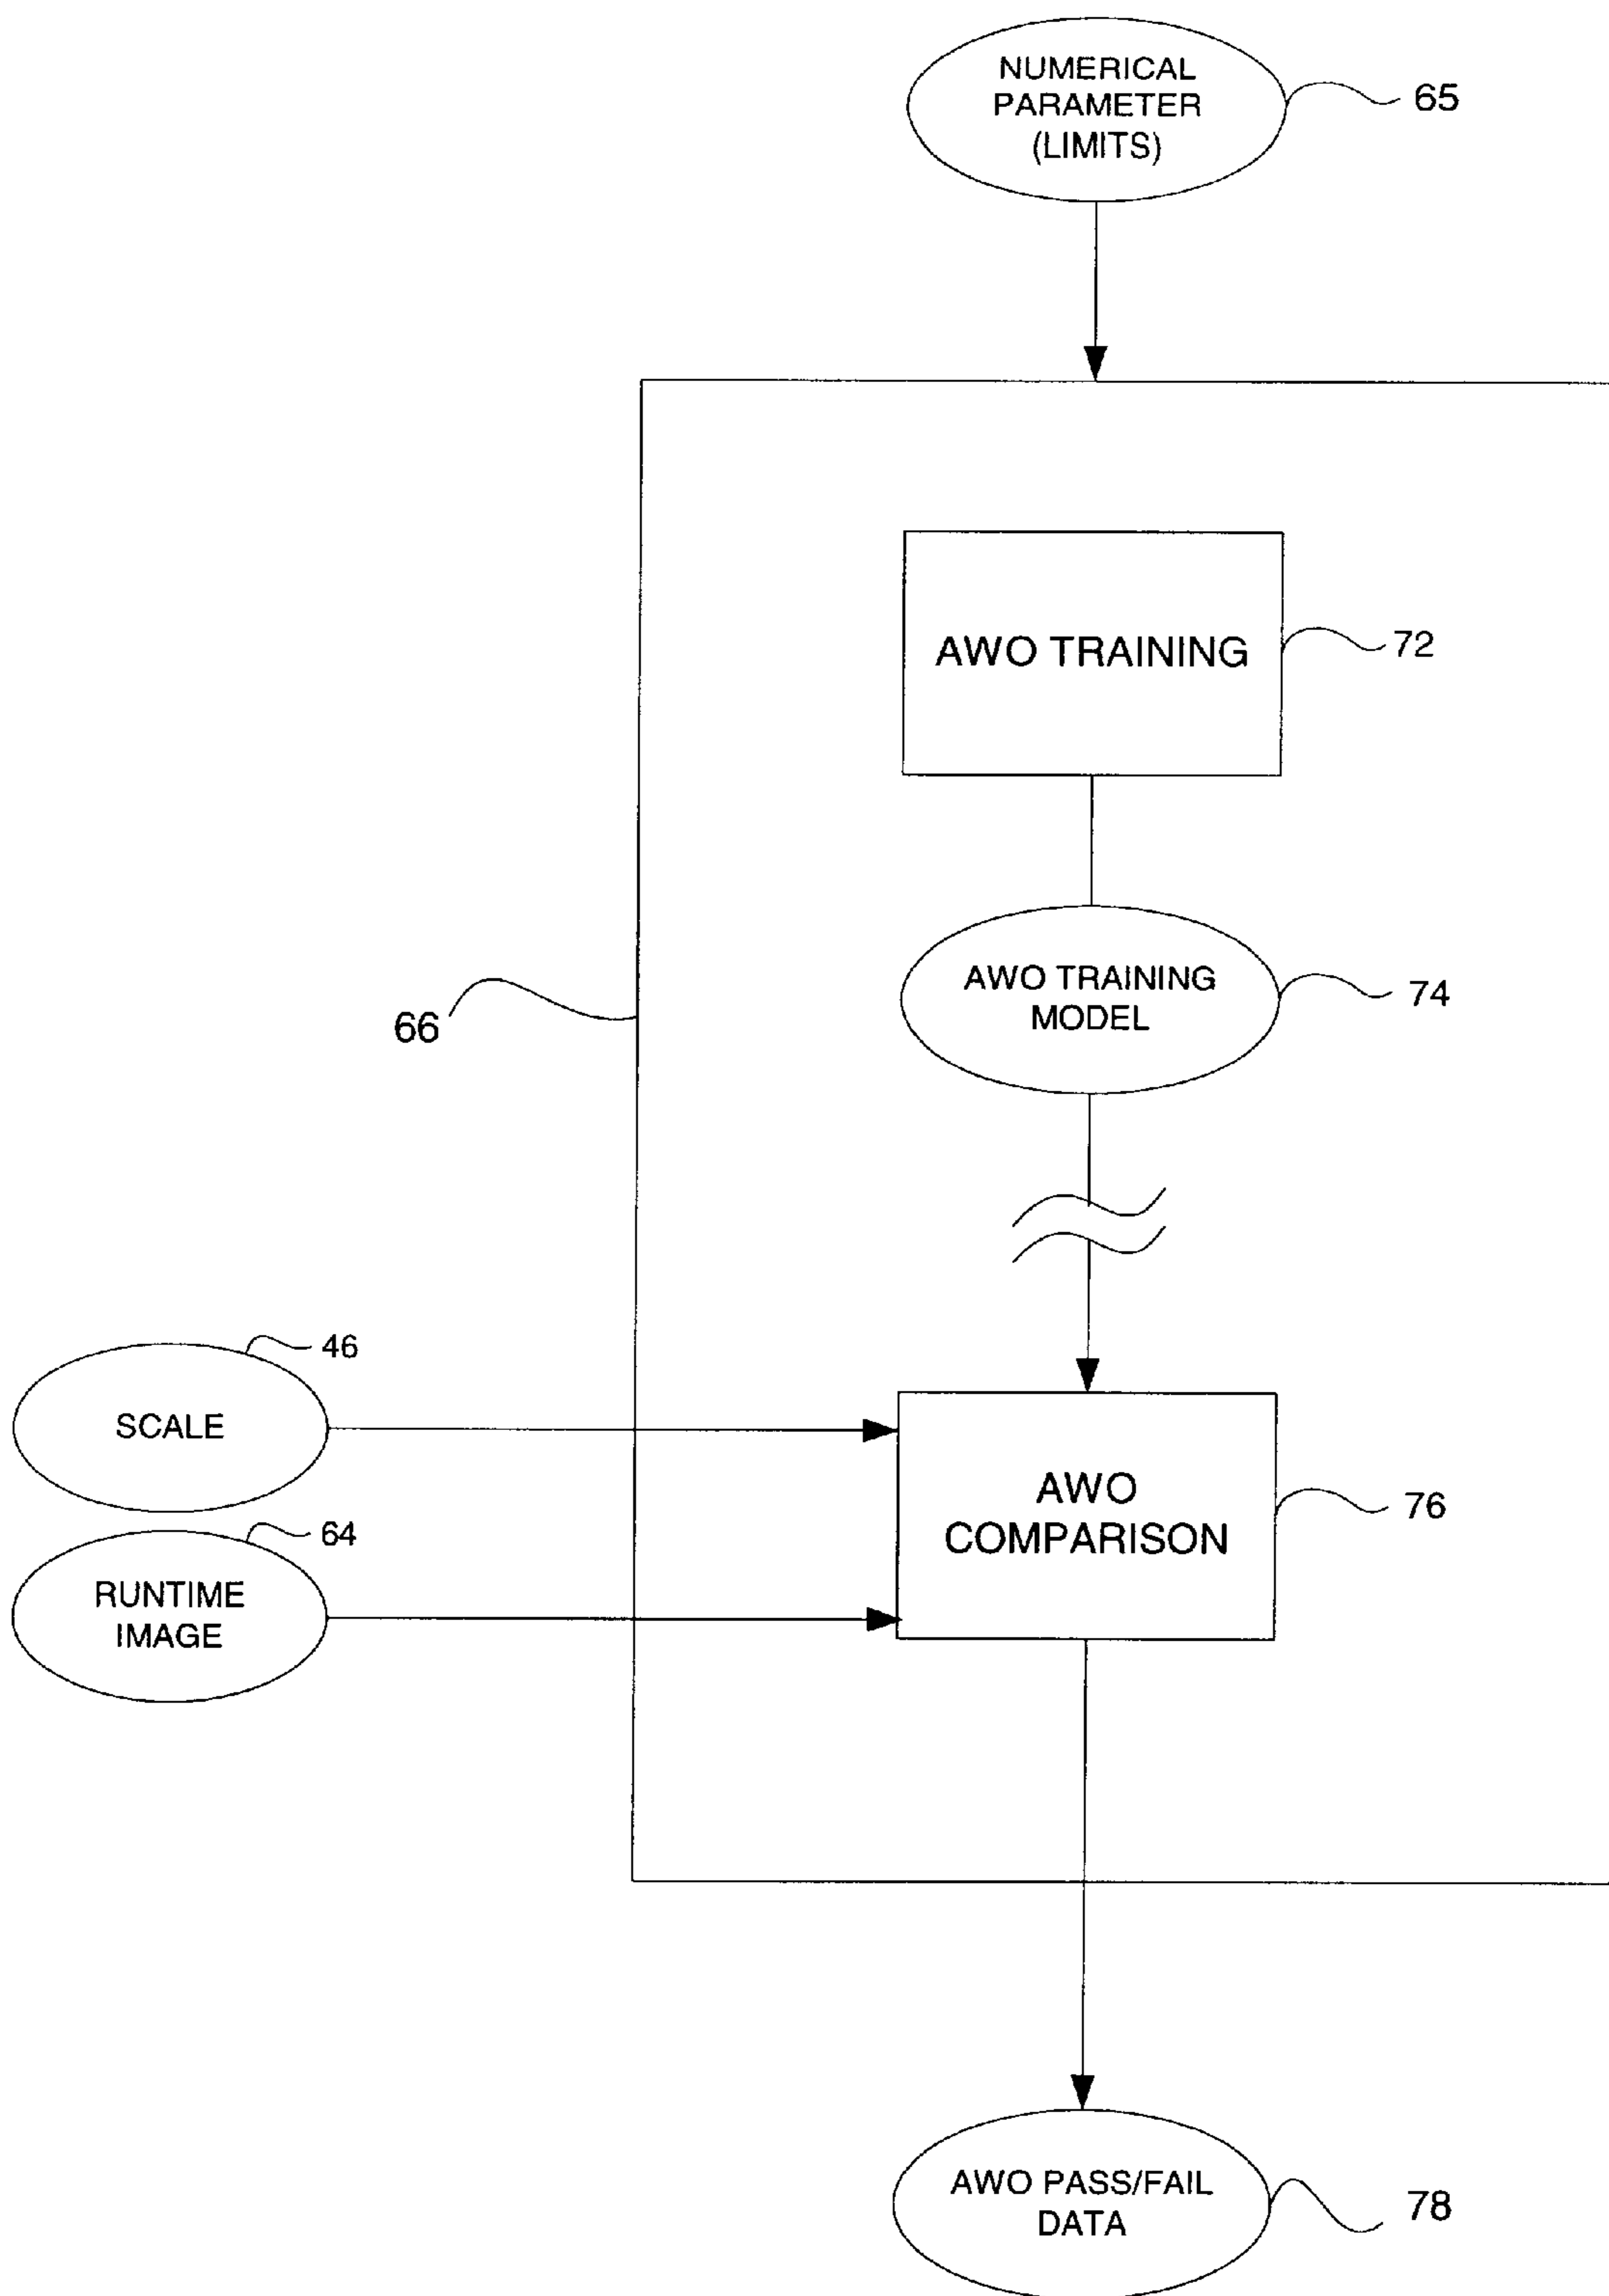 NUMERICAL
PARAMETER
(LIMITS)
65
AWO TRAINING
72
AWO TRAINING
MODEL
74
66
46
SCALE
64
RUNTIME
IMAGE
AWO
COMPARISON
76
AWO PASS/FAIL
DATA
78